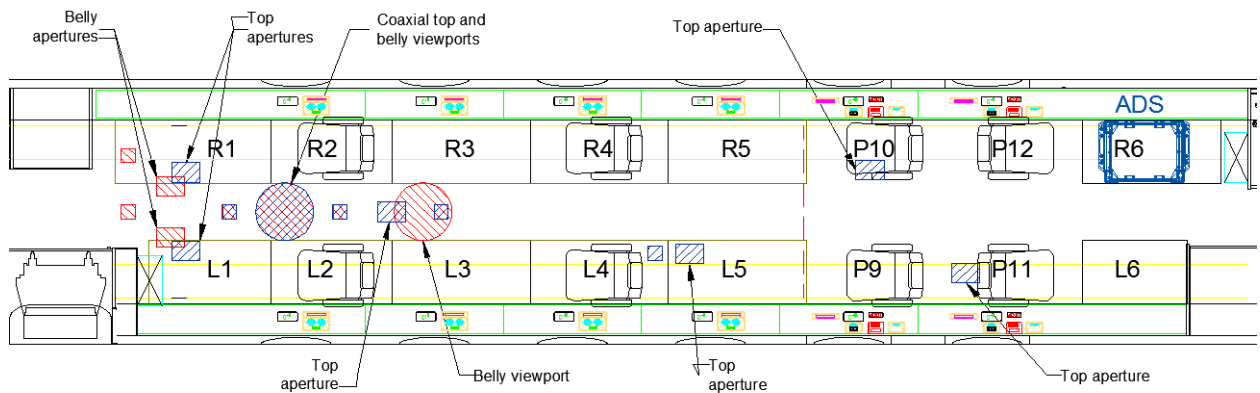 Belly
apertures
Top
apertures
Coaxial top and
belly viewports
Top aperture
ADS
R1
R2
R3
R4
R5
P10
P12
R6
L1
L2
L3
L4
L5
P9
P11
L6
Top
aperture
Belly viewport
Top
aperture
Top aperture